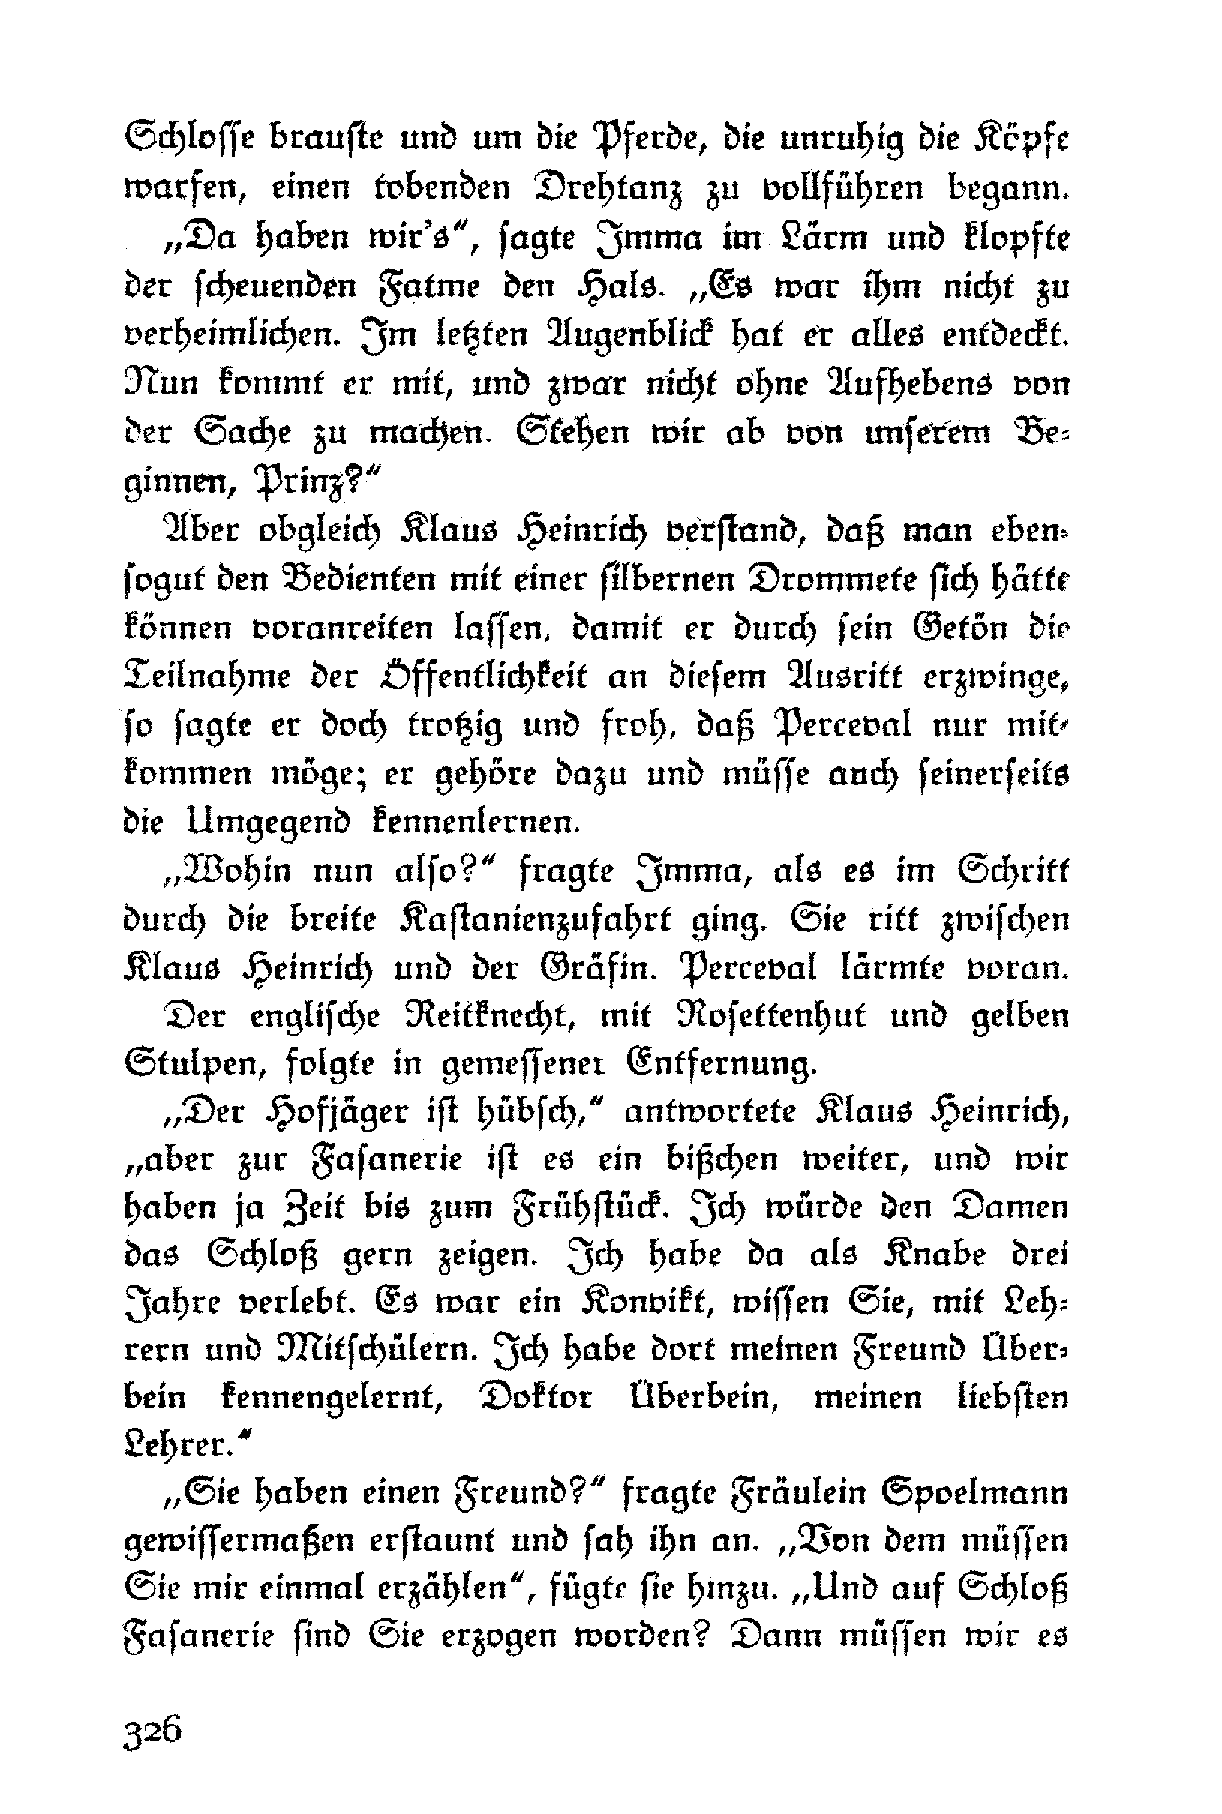 Schlosse brauste und um die Pferde, die unruhig die Köpfe
warfen, einen tobenden Drehtanz zu vollführen begann.
„Da haben wir's“, sagte Imma im Lärm und klopfte
der scheuenden Fatme den Hals. „Es war ihm nicht zu
verheimlichen. Im letzten Augenblick hat er alles entdeckt.
Nun kommt er mit, und zwar nicht ohne Aufhebens von
der Sache zu machen. Stehen wir ab von unserem Be-
ginnen, Prinz?“
Aber obgleich Klaus Heinrich verstand, daß man eben-
sogut den Bedienten mit einer silbernen Drommete sich hätte
können voranreiten lassen, damit er durch sein Getön die
Teilnahme der Öffentlichkeit an diesem Ausritt erzwinge,
so sagte er doch trotzig und froh, daß Perceval nur mit-
kommen möge; er gehöre dazu und müsse auch seinerseits
die Umgegend kennenlernen.
„Wohin nun also?“ fragte Imma, als es im Schritt
durch die breite Kastanienzufahrt ging. Sie ritt zwischen
Klaus Heinrich und der Gräfin. Perceval lärmte voran.
Der englische Reitknecht, mit Rosettenhut und gelben
Stulpen, folgte in gemessener Entfernung.
„Der Hofjäger ist hübsch,“ antwortete Klaus Heinrich,
„aber zur Fasanerie ist es ein bißchen weiter, und wir
haben ja Zeit bis zum Frühstück. Ich würde den Damen
das Schloß gern zeigen. Ich habe da als Knabe drei
Jahre verlebt. Es war ein Konvikt, wissen Sie, mit Leh-
rern und Mitschülern. Ich habe dort meinen Freund Über-
bein kennengelernt, Doktor Überbein, meinen liebsten
Lehrer.“
„Sie haben einen Freund?“ fragte Fräulein Spoelmann
gewissermaßen erstaunt und sah ihn an. „Von dem müssen
Sie mir einmal erzählen“, fügte sie hinzu. „Und auf Schloß
Fasanerie sind Sie erzogen worden? Dann müssen wir es
326